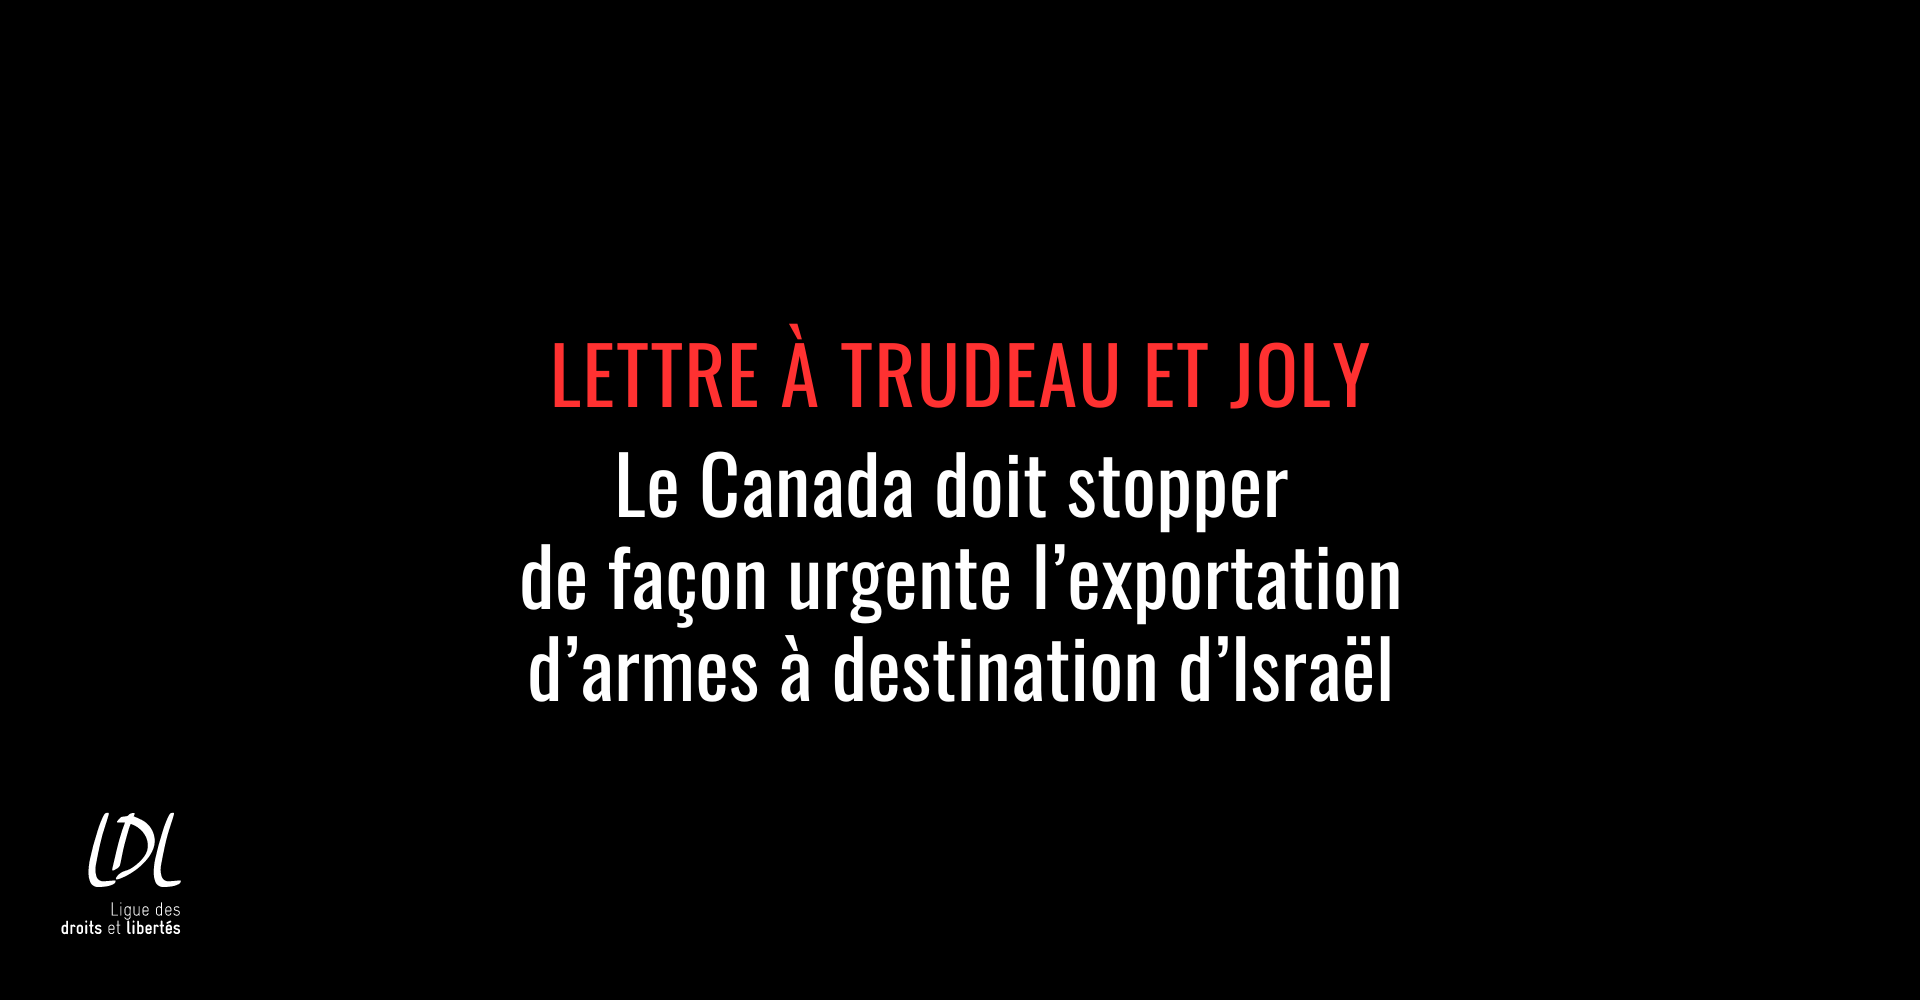 LETTRE À TRUDEAU ET JOLY
Le Canada doit stopper
de façon urgente l’exportation
d’armes à destination d’Israël
LDL
Ligue des
droits et libertés